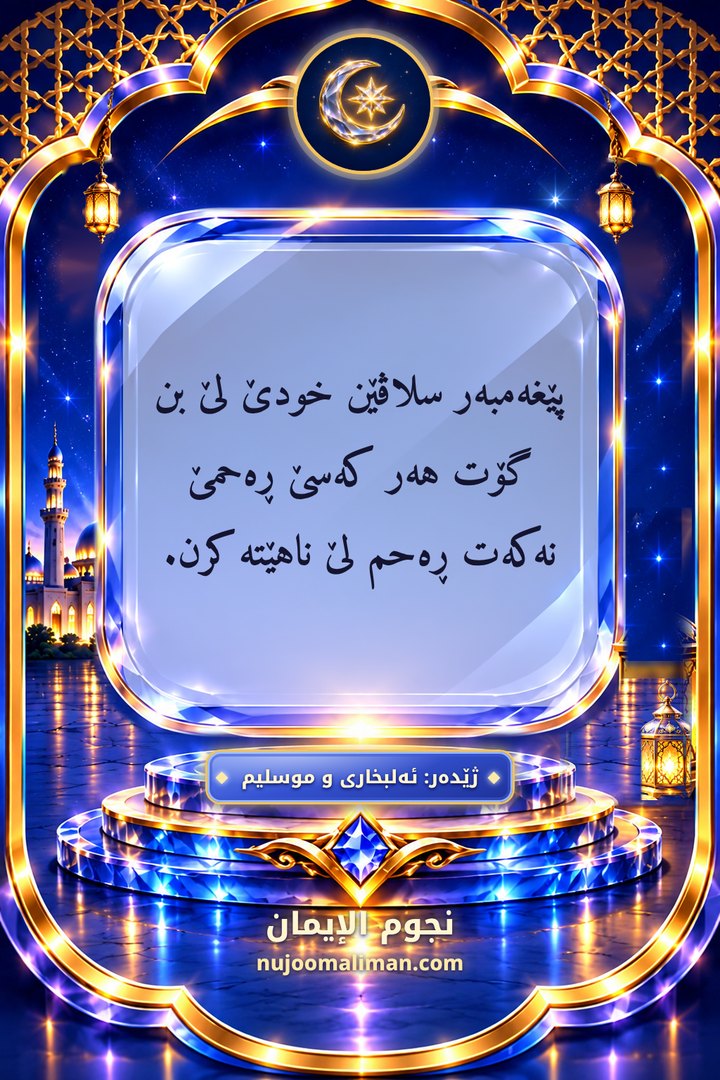 پێغەمبەر سلاڤێن خودێ لێ بن
گۆت هەر کەسێ ڕەحمێ
نەکەت ڕەحم لێ ناهێتە کرن.
ژێدەر: ئەلبخاری و موسلیم
نجوم الإيمان
nujoomaliman.com